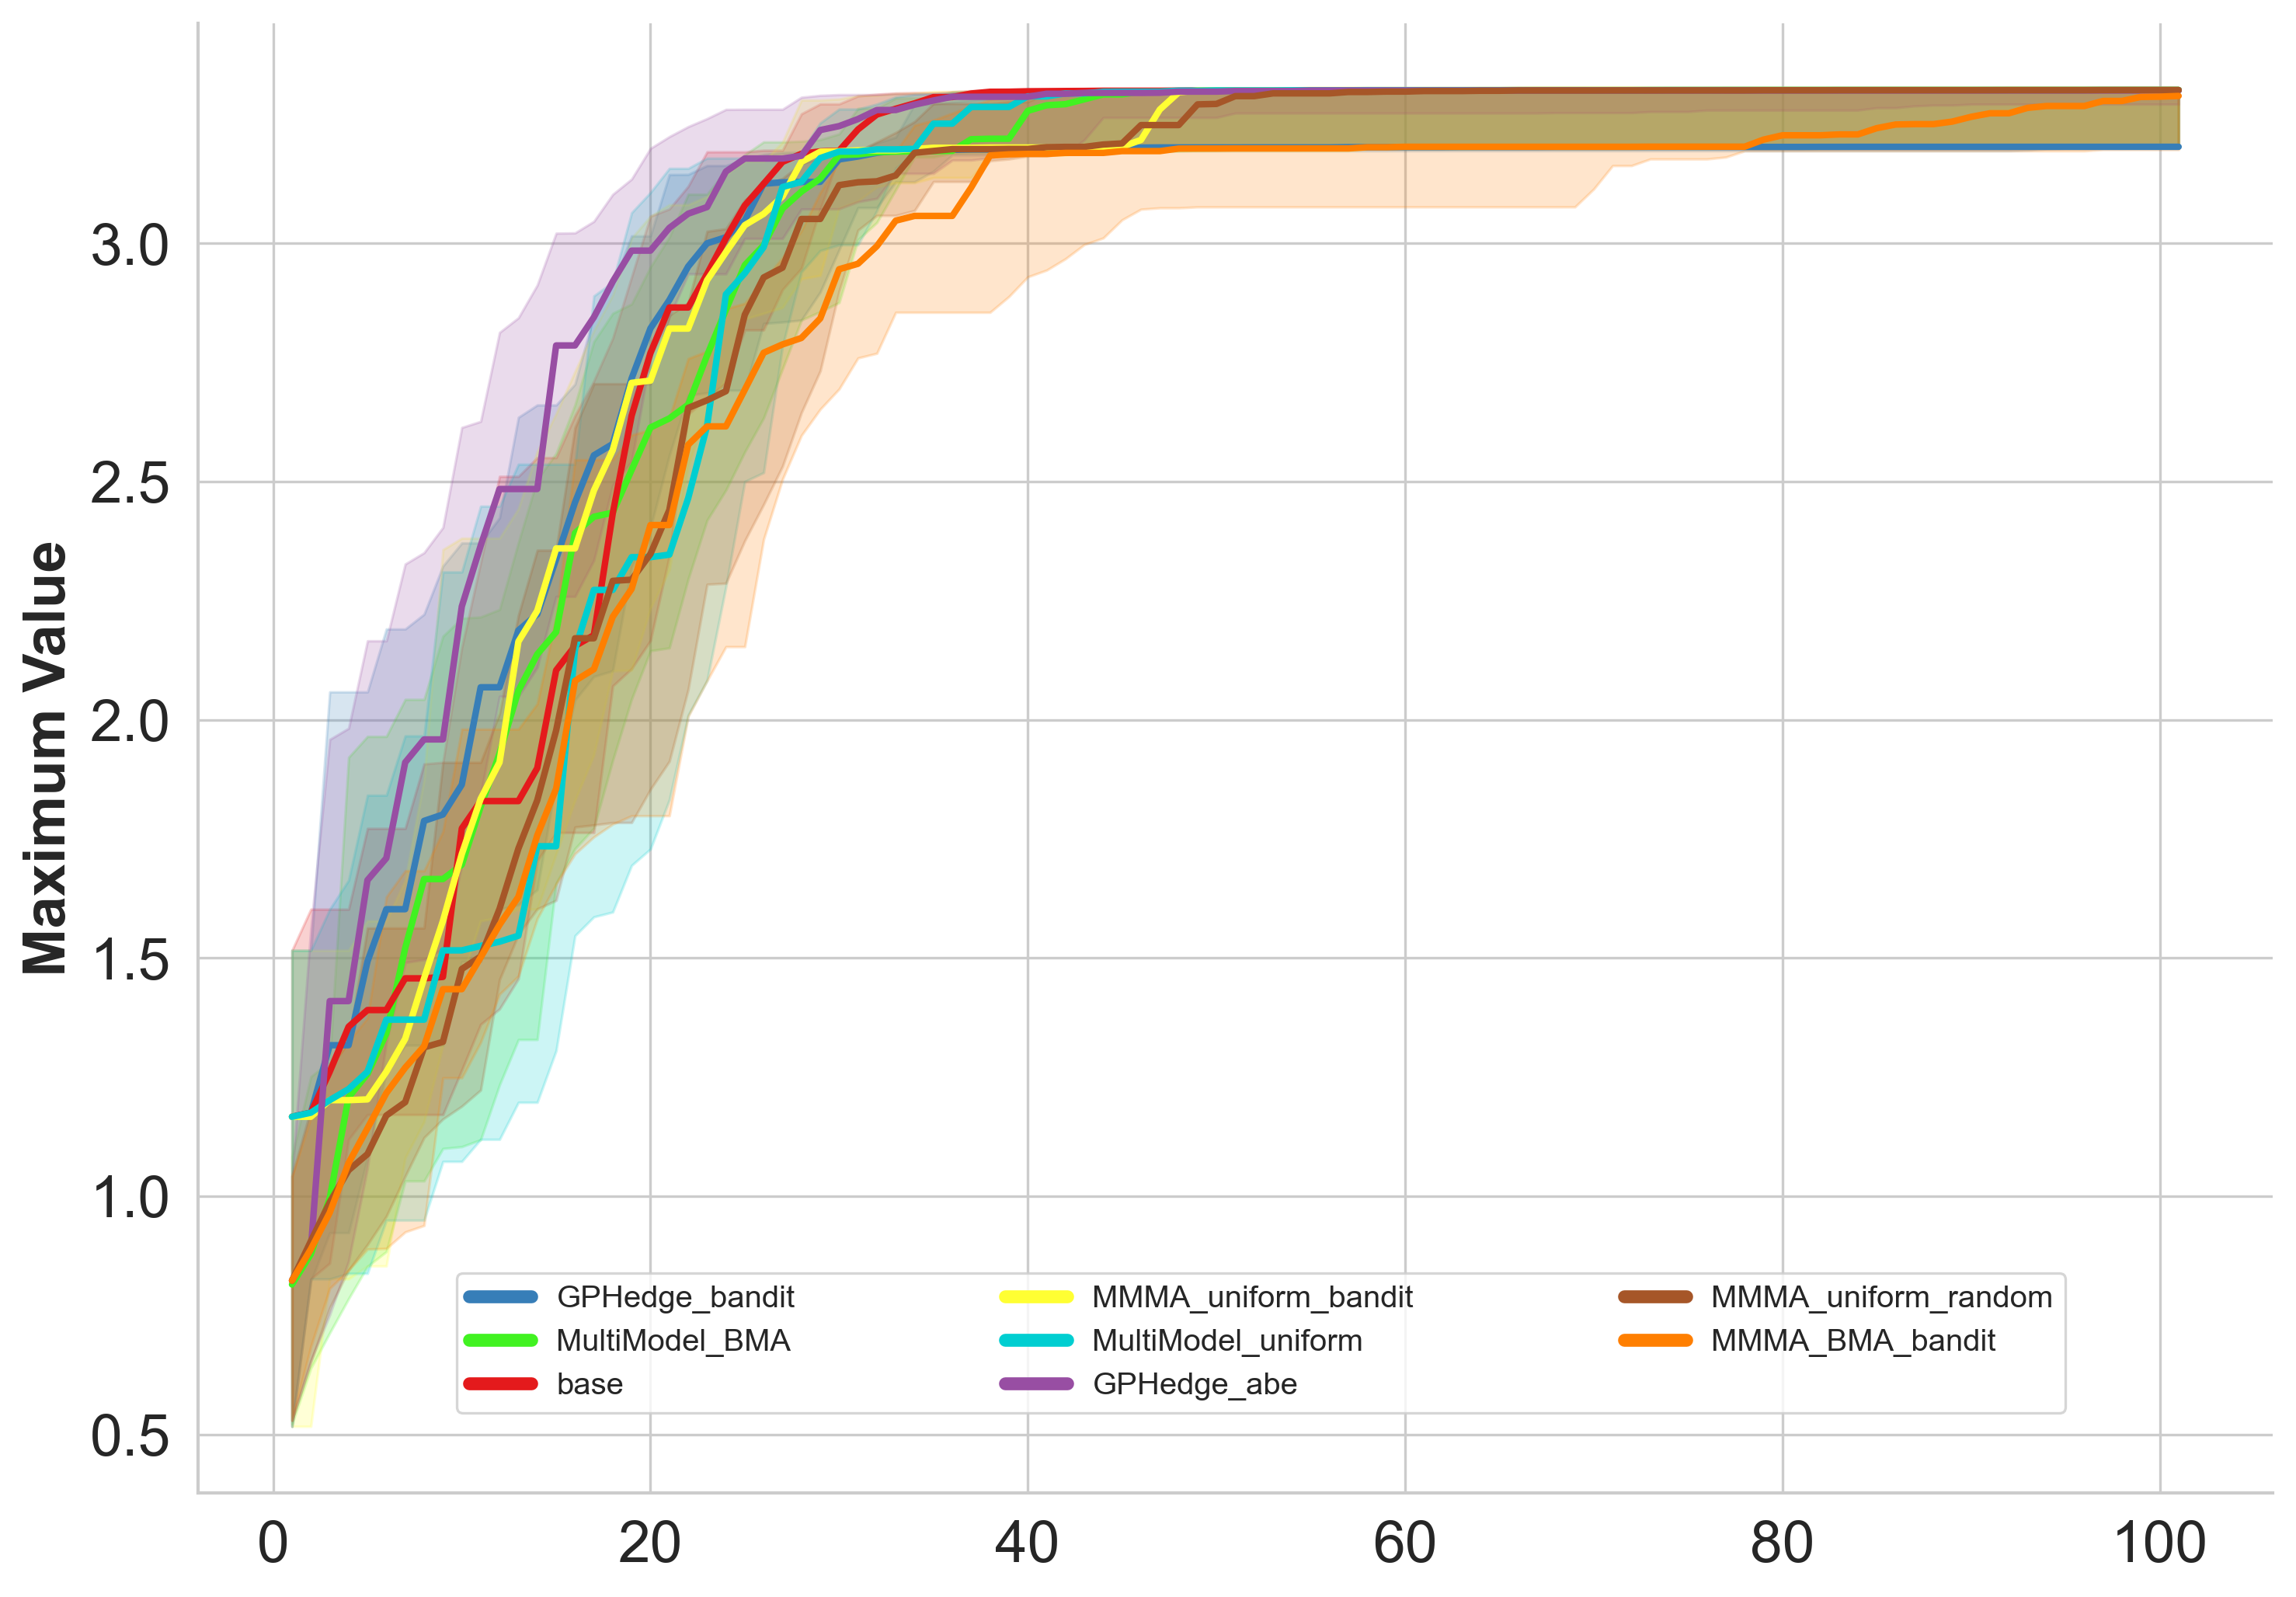 Maximum Value
3.0
2.5
2.0
1.5
1.0
0.5
GPHedge_bandit
MultiModel_BMA
base
MMMA_uniform_bandit
MultiModel_uniform
GPHedge_abe
MMMA_uniform_random
MMMA_BMA_bandit
0 20 40 60 80 100